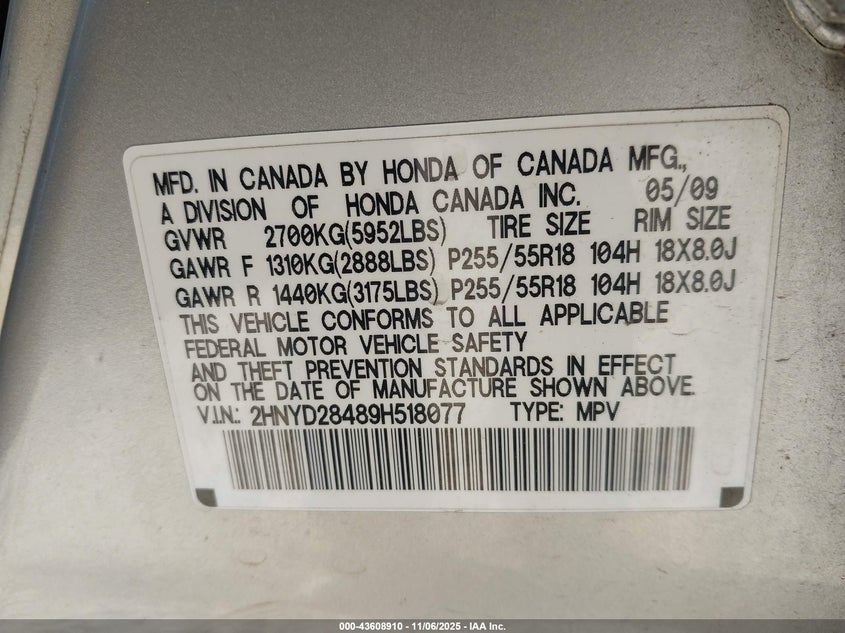 MFD. IN CANADA BY HONDA OF CANADA MFG.,
A DIVISION OF HONDA CANADA INC. 05/09
GVWR 2700KG(5952LBS) TIRE SIZE RIM SIZE
GAWR F 1310KG(2888LBS) P255/55R18 104H 18X8.0J
GAWR R 1440KG(3175LBS) P255/55R18 104H 18X8.0J
THIS VEHICLE CONFORMS TO ALL APPLICABLE
FEDERAL MOTOR VEHICLE SAFETY
AND THEFT PREVENTION STANDARDS IN EFFECT
ON THE DATE OF MANUFACTURE SHOWN ABOVE.
V.I.N.: 2HNYD28489H518077 TYPE: MPV
000-43608910 - 11/06/2025 - IAA Inc.